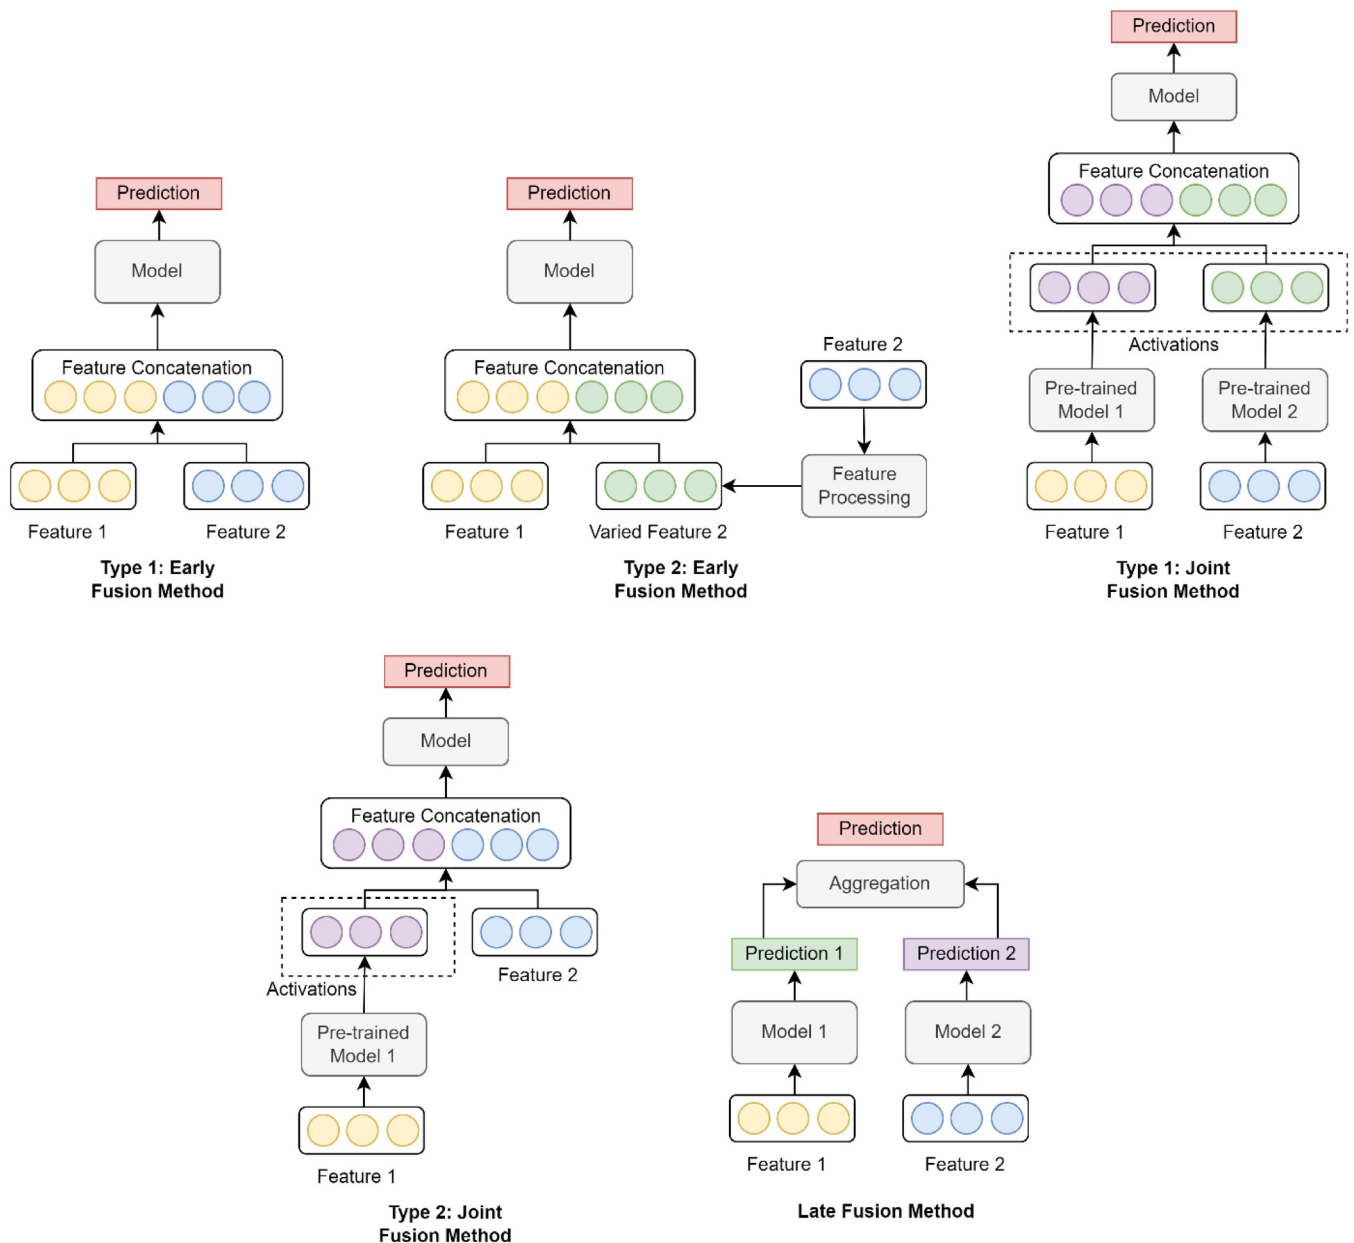 Prediction
Model
Feature Concatenation
Feature 1
Feature 2
Type 1: Early
Fusion Method
Prediction
Model
Feature Concatenation
Feature 2
Feature
Processing
Feature 1
Varied Feature 2
Type 2: Early
Fusion Method
Prediction
Model
Feature Concatenation
Activations
Pre-trained
Model 1
Pre-trained
Model 2
Feature 1
Feature 2
Type 1: Joint
Fusion Method
Prediction
Model
Feature Concatenation
Feature 2
Activations
Pre-trained
Model 1
Feature 1
Type 2: Joint
Fusion Method
Prediction
Aggregation
Prediction 1
Prediction 2
Model 1
Model 2
Feature 1
Feature 2
Late Fusion Method